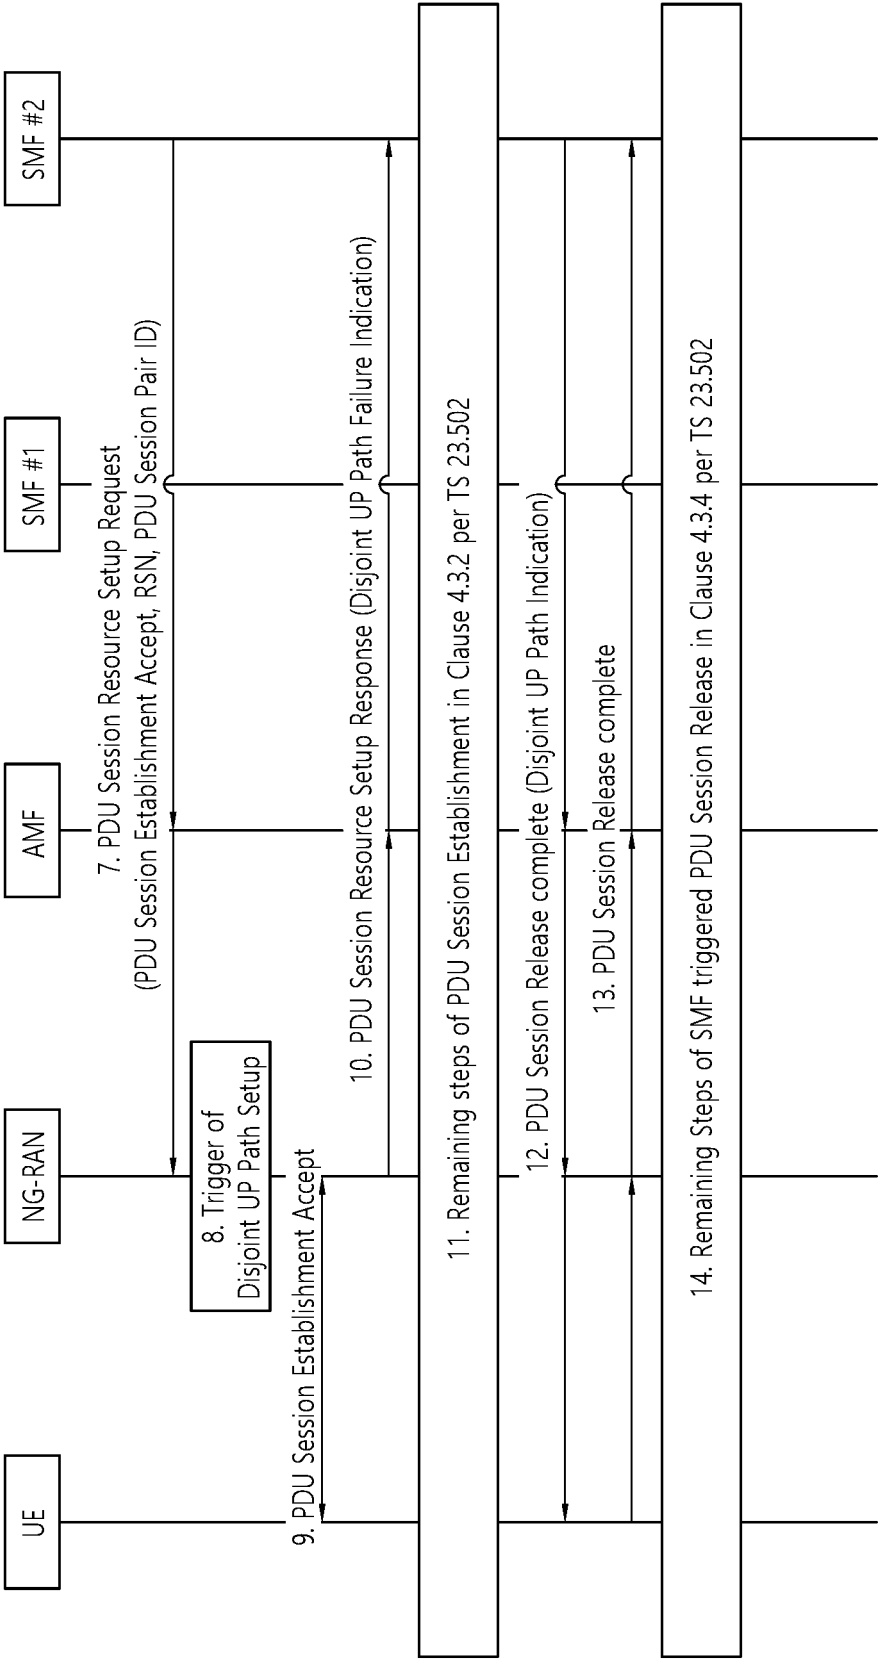 UE
NG-RAN
AMF
SMF #1
SMF #2
7. PDU Session Resource Setup Request
(PDU Session Establishment Accept, RSN, PDU Session Pair ID)
8. Trigger of
Disjoint UP Path Setup
9. PDU Session Establishment Accept
10. PDU Session Resource Setup Response (Disjoint UP Path Failure Indication)
11. Remaining steps of PDU Session Establishment in Clause 4.3.2 per TS 23.502
12. PDU Session Release complete (Disjoint UP Path Indication)
13. PDU Session Release complete
14. Remaining Steps of SMF triggered PDU Session Release in Clause 4.3.4 per TS 23.502